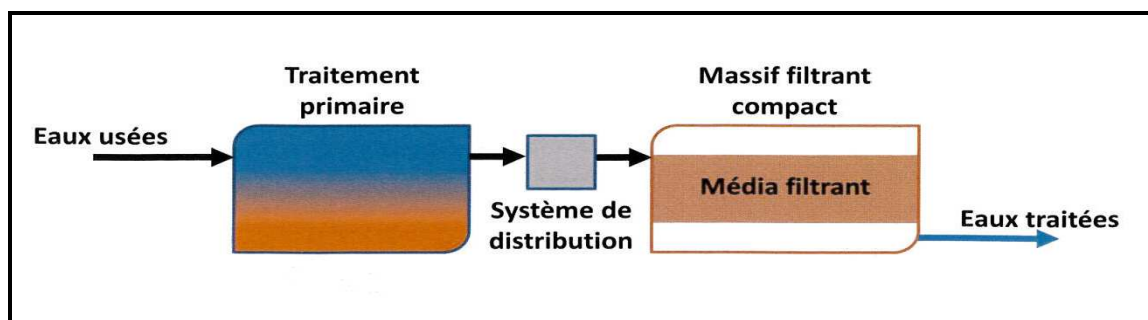 Traitement
primaire
Massif filtrant
compact
Eaux usées
Média filtrant
Système de
distribution
Eaux traitées